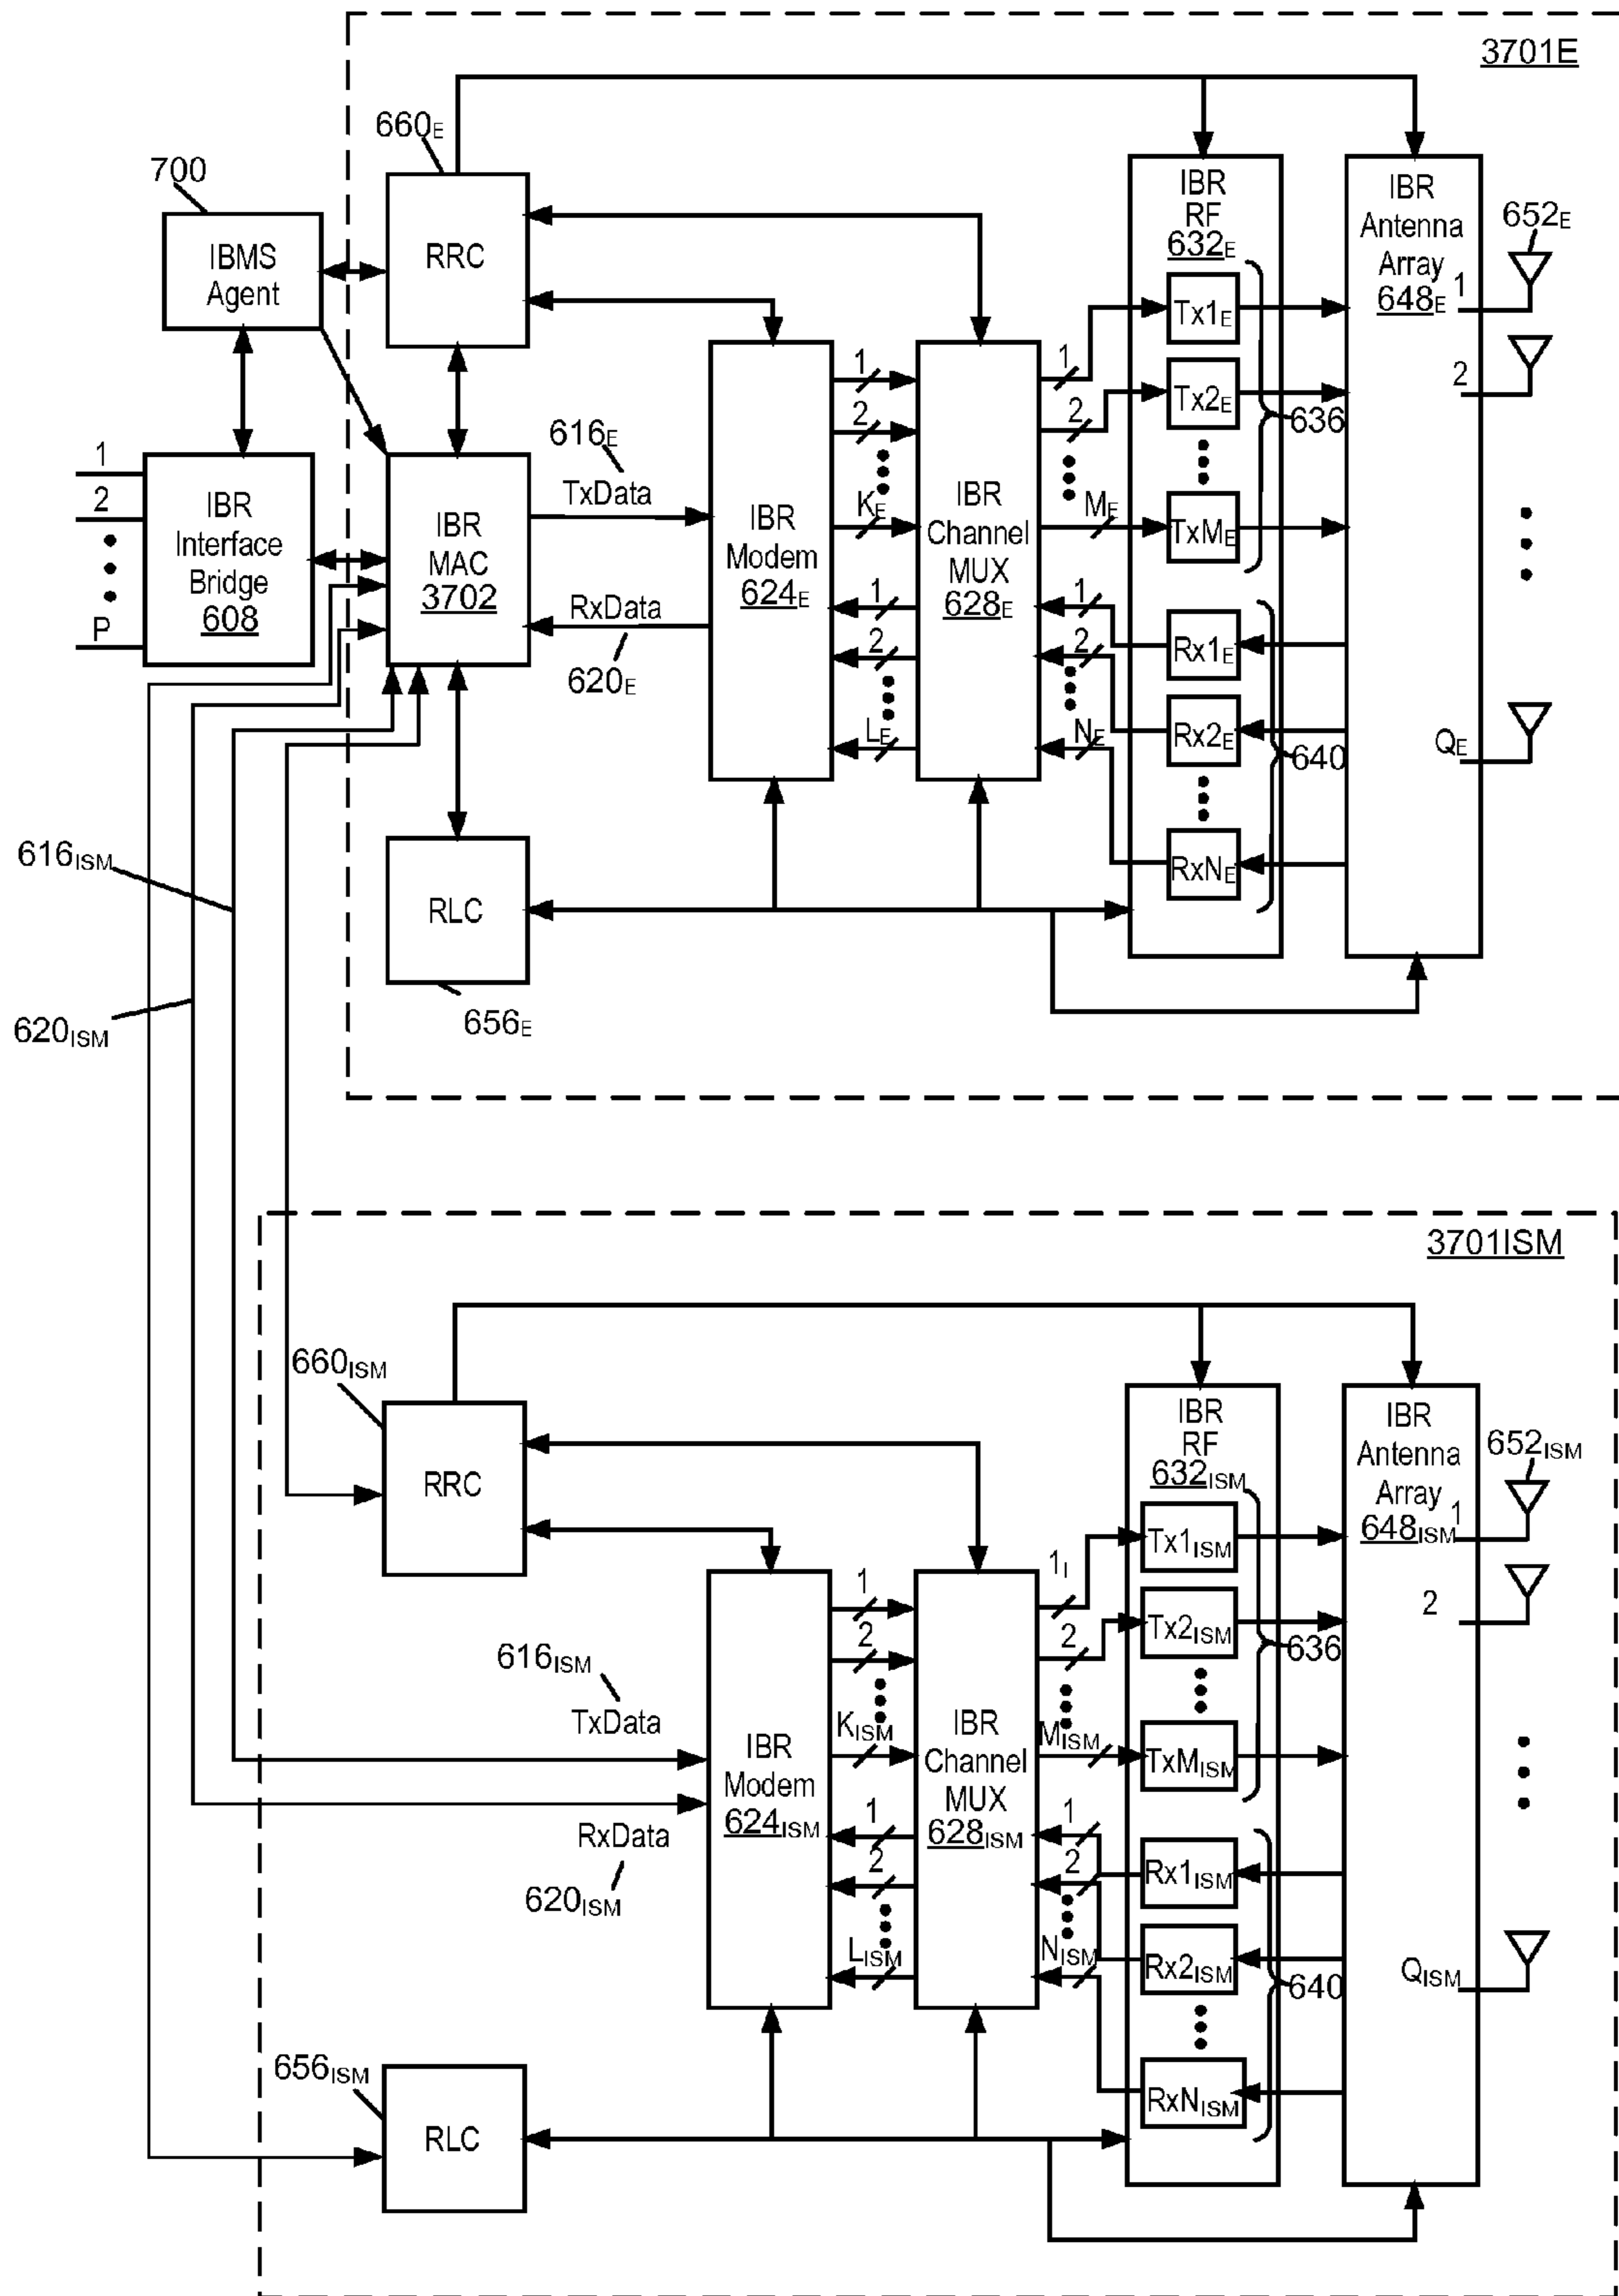 3701E
660E
700
IBMS
Agent
RRC
IBR
RF
632E
IBR
Antenna
Array
648E
652E
1
2
QE
Tx1E
Tx2E
TxME
636
Rx1E
Rx2E
RxNE
640
1
2
P
IBR
Interface
Bridge
608
IBR
MAC
3702
616E
TxData
RxData
620E
IBR
Modem
624E
1
2
KE
1
2
LE
IBR
Channel
MUX
628E
1
2
ME
1
2
NE
RLC
656E
616ISM
620ISM
3701ISM
660ISM
RRC
IBR
RF
632ISM
IBR
Antenna
Array
648ISM
652ISM
1
2
QISM
Tx1ISM
Tx2ISM
TxMISM
636
Rx1ISM
Rx2ISM
RxNISM
640
616ISM
TxData
RxData
620ISM
IBR
Modem
624ISM
1
2
KISM
1
2
LISM
IBR
Channel
MUX
628ISM
1I
2
MISM
1
2
NISM
656ISM
RLC